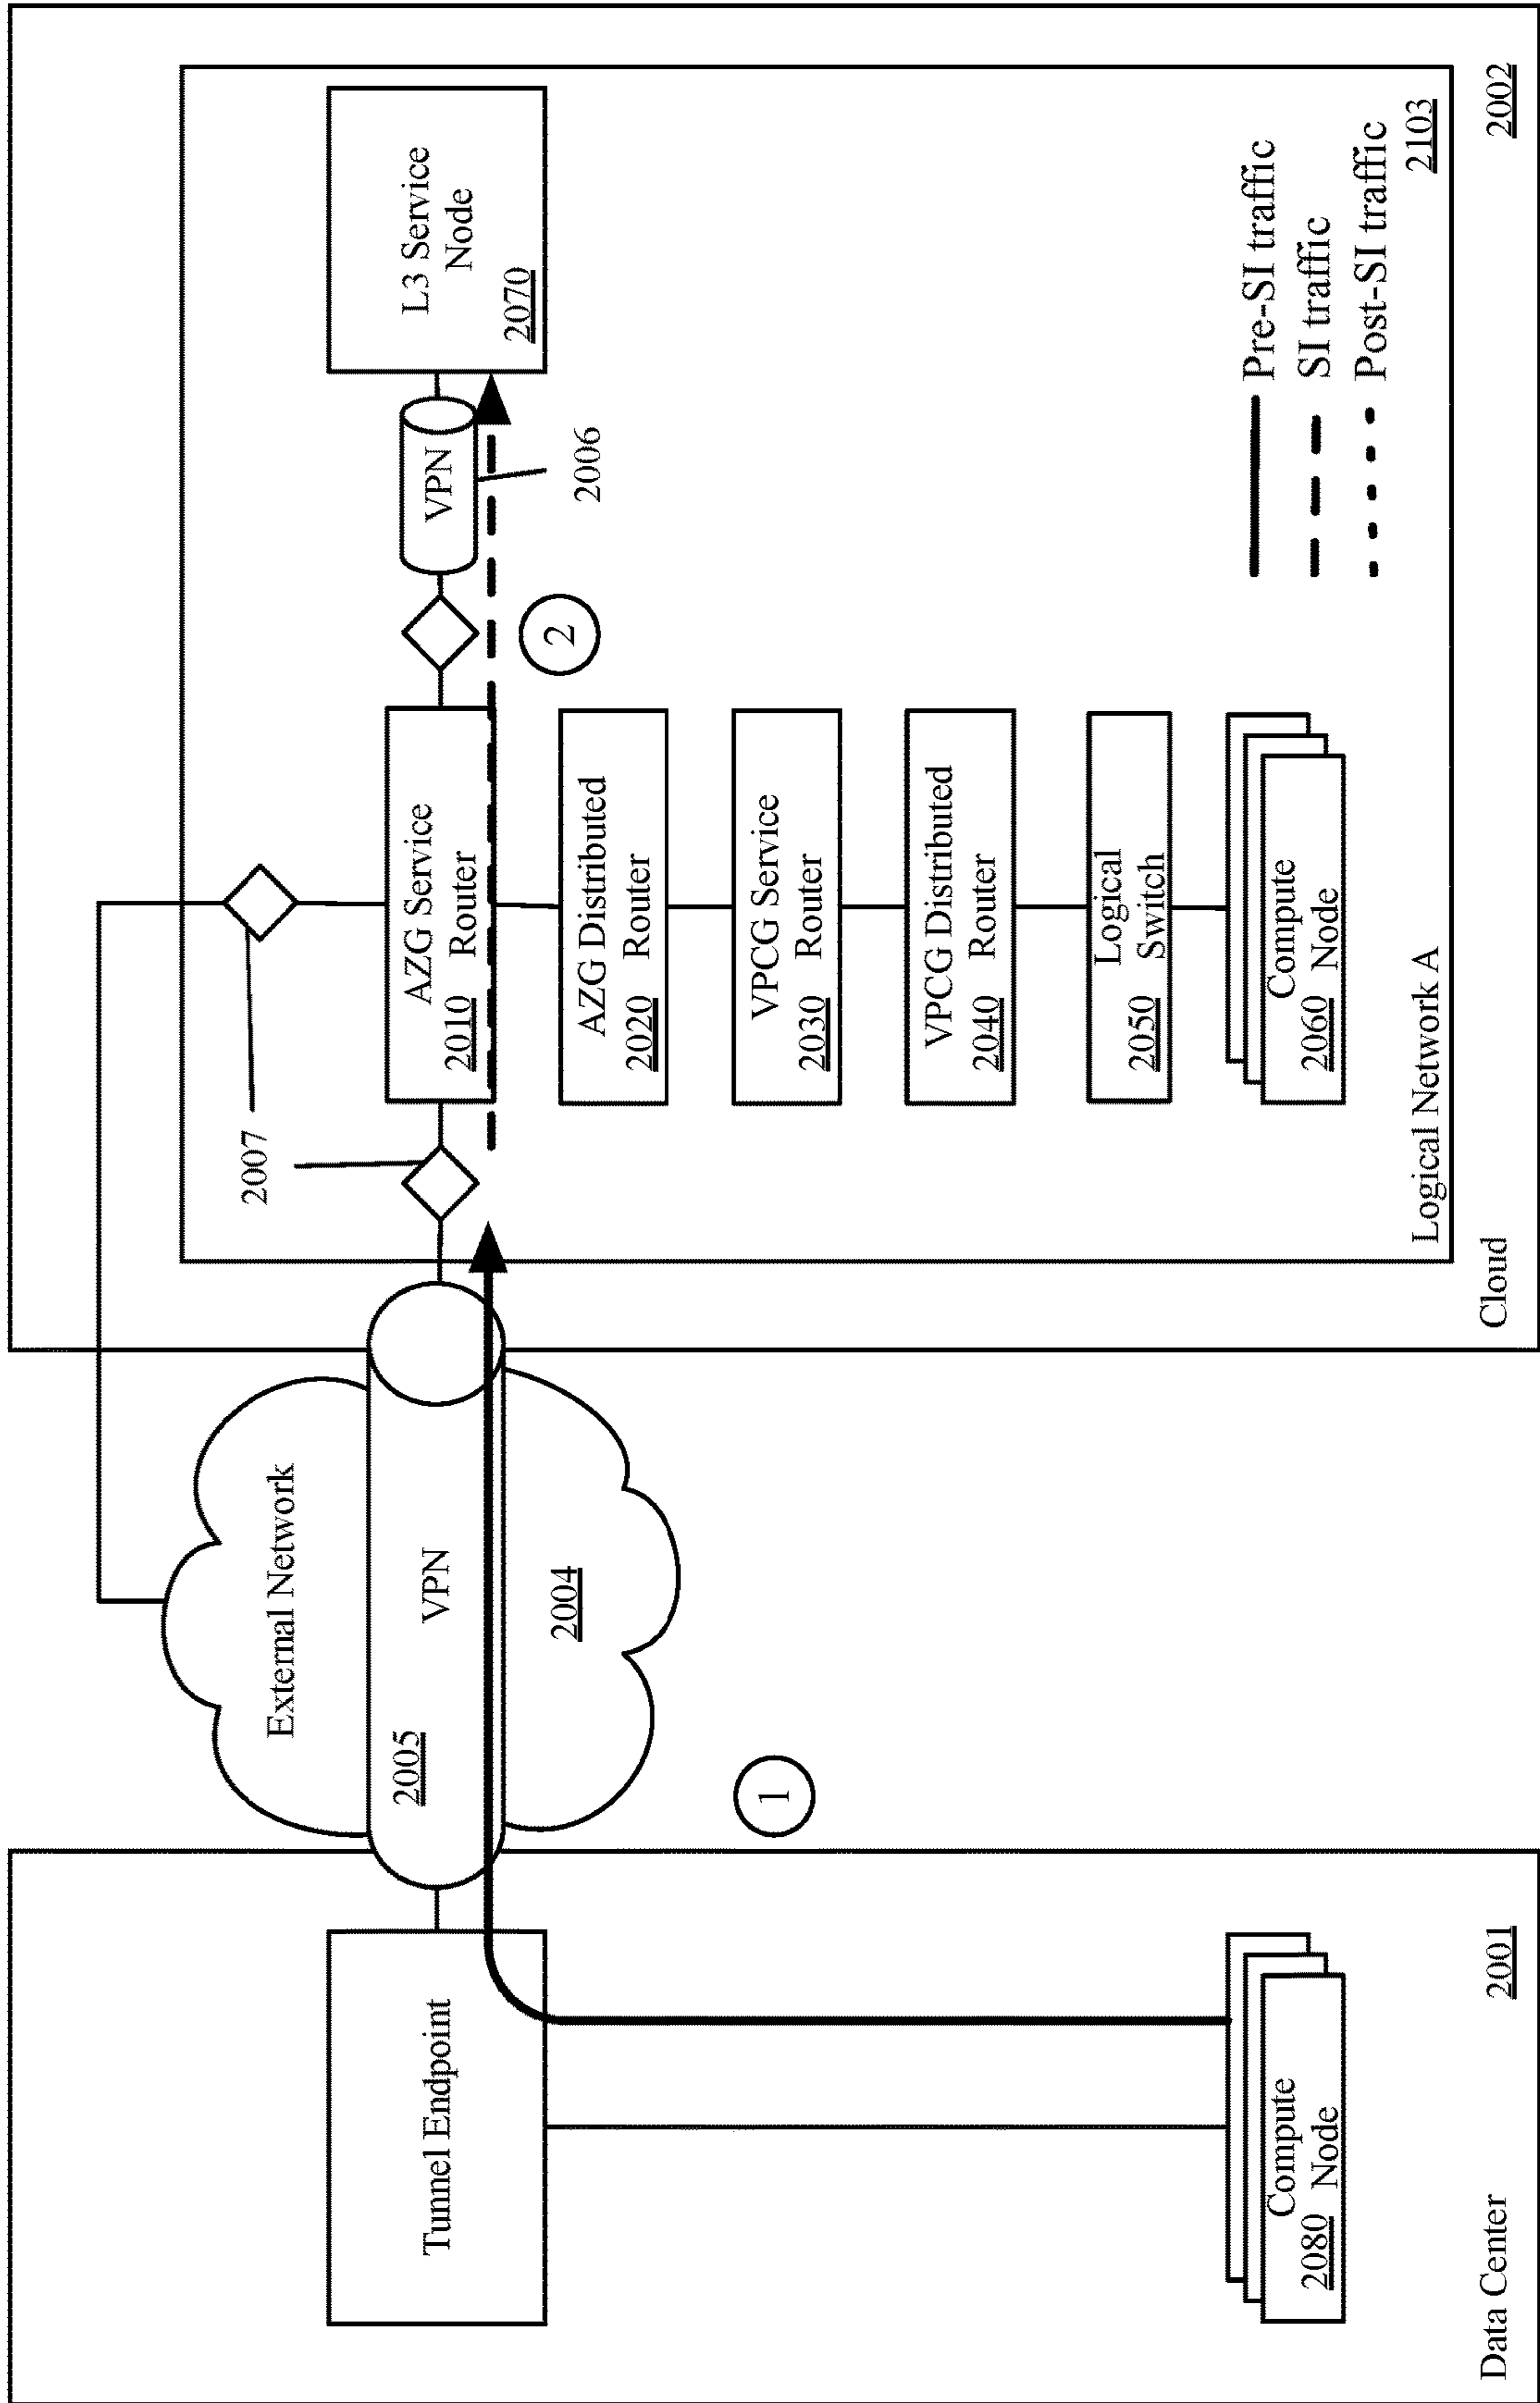 Data Center
2001
Tunnel Endpoint
Compute
Node
2080
External Network
VPN
2005
2004
1
Cloud
2002
Logical Network A
2103
2007
AZG Service
Router
2010
AZG Distributed
Router
2020
VPCG Service
Router
2030
VPCG Distributed
Router
2040
Logical
Switch
2050
Compute
Node
2060
2
VPN
2006
L3 Service
Node
2070
Pre-SI traffic
SI traffic
Post-SI traffic